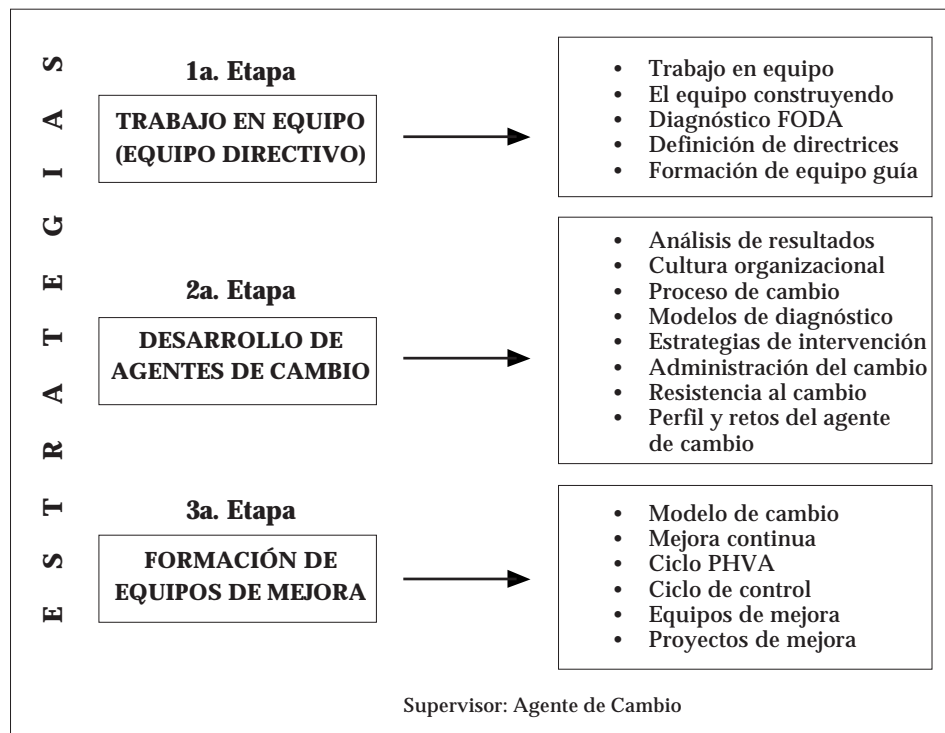 ESTRATEGIAS
1a. Etapa
TRABAJO EN EQUIPO
(EQUIPO DIRECTIVO)
• Trabajo en equipo
• El equipo construyendo
• Diagnóstico FODA
• Definición de directrices
• Formación de equipo guía
2a. Etapa
DESARROLLO DE
AGENTES DE CAMBIO
• Análisis de resultados
• Cultura organizacional
• Proceso de cambio
• Modelos de diagnóstico
• Estrategias de intervención
• Administración del cambio
• Resistencia al cambio
• Perfil y retos del agente
de cambio
3a. Etapa
FORMACIÓN DE
EQUIPOS DE MEJORA
• Modelo de cambio
• Mejora continua
• Ciclo PHVA
• Ciclo de control
• Equipos de mejora
• Proyectos de mejora
Supervisor: Agente de Cambio